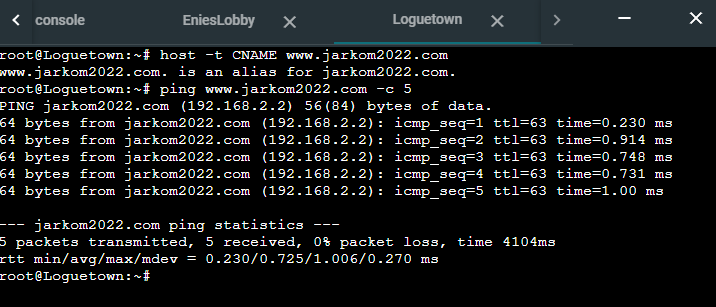 console
EniesLobby
Loguetown
root@Loguetown:~# host -t CNAME www.jarkom2022.com
www.jarkom2022.com. is an alias for jarkom2022.com.
root@Loguetown:~# ping www.jarkom2022.com -c 5
PING jarkom2022.com (192.168.2.2) 56(84) bytes of data.
64 bytes from jarkom2022.com (192.168.2.2): icmp_seq=1 ttl=63 time=0.230 ms
64 bytes from jarkom2022.com (192.168.2.2): icmp_seq=2 ttl=63 time=0.914 ms
64 bytes from jarkom2022.com (192.168.2.2): icmp_seq=3 ttl=63 time=0.748 ms
64 bytes from jarkom2022.com (192.168.2.2): icmp_seq=4 ttl=63 time=0.731 ms
64 bytes from jarkom2022.com (192.168.2.2): icmp_seq=5 ttl=63 time=1.00 ms
--- jarkom2022.com ping statistics ---
5 packets transmitted, 5 received, 0% packet loss, time 4104ms
rtt min/avg/max/mdev = 0.230/0.725/1.006/0.270 ms
root@Loguetown:~#